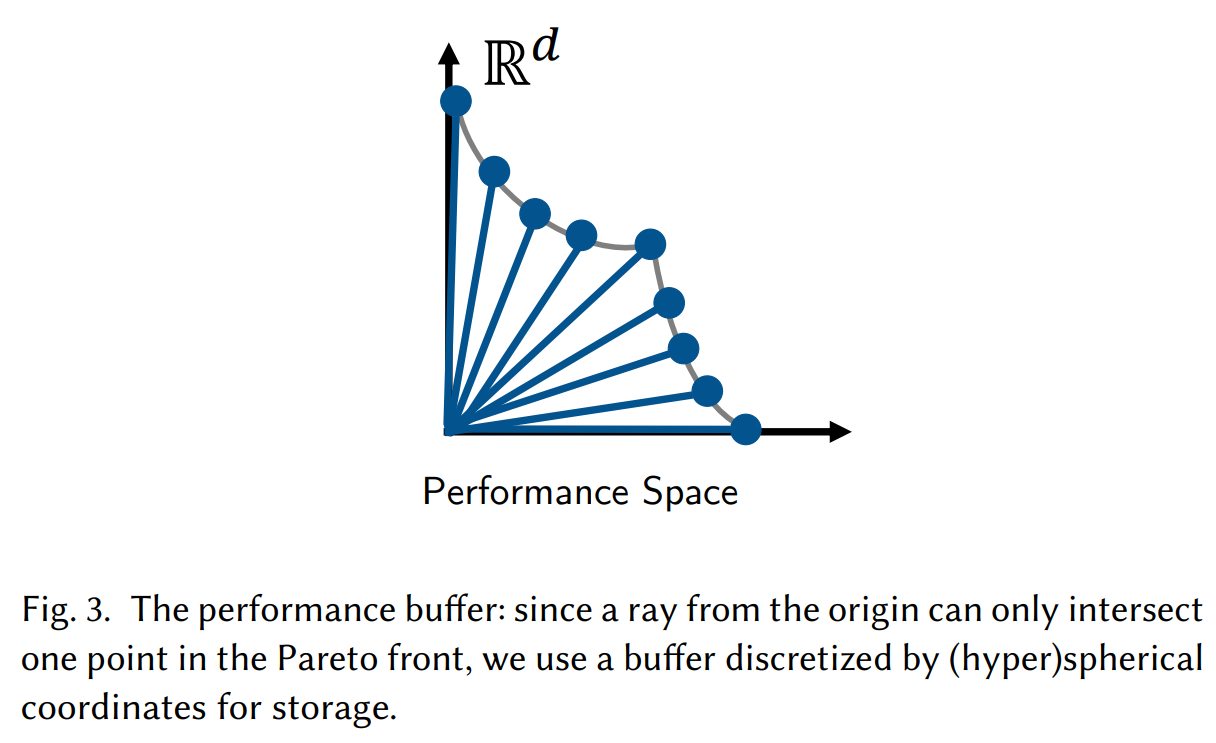 ℝᵈ
Performance Space
Fig. 3. The performance buffer: since a ray from the origin can only intersect
one point in the Pareto front, we use a buffer discretized by (hyper)spherical
coordinates for storage.